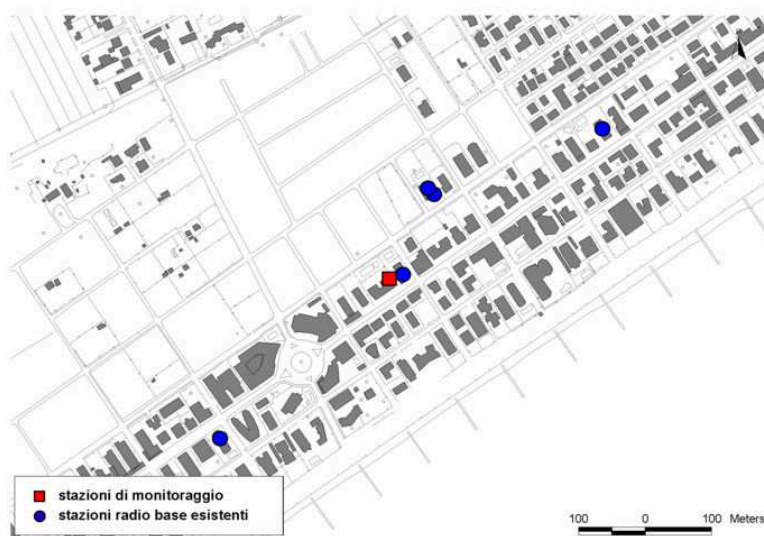 stazioni di monitoraggio
stazioni radio base esistenti
100 0 100 Meters